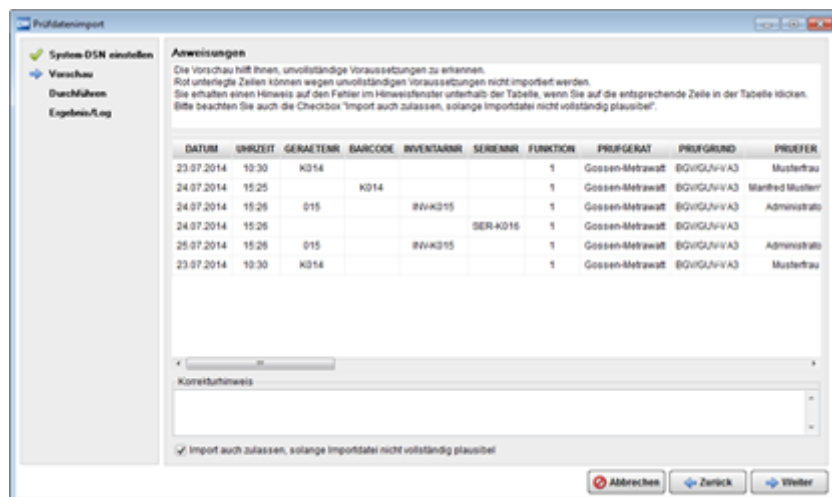 Prüfdatenimport
System-DSN einstellen
Vorschau
Durchführen
Ergebnis/Log
Anweisungen
Die Vorschau hilft Ihnen, unvollständige Voraussetzungen zu erkennen.
Rot unterlegte Zeilen können wegen unvollständigen Voraussetzungen nicht importiert werden.
Sie erhalten einen Hinweis auf den Fehler im Hinweisfenster unterhalb der Tabelle, wenn Sie auf die entsprechende Zeile in der Tabelle klicken.
Bitte beachten Sie auch die Checkbox "Import auch zulassen, solange Importdatei nicht vollständig plausibel".
DATUM UHRZEIT GERAETENR BARCODE INVENTARNR SERIENNR FUNKTION PRUFGERAT PRUFGRUND PRUEFER
23.07.2014 10:30 K014 1 Gossen-Metrawatt BGV/GUV-V A3 Musterfrau
24.07.2014 15:25 K014 1 Gossen-Metrawatt BGV/GUV-V A3 Manfred Muster
24.07.2014 15:26 015 INV-K015 1 Gossen-Metrawatt BGV/GUV-V A3 Administrato
24.07.2014 15:26 SER-K016 1 Gossen-Metrawatt BGV/GUV-V A3
25.07.2014 15:26 015 INV-K015 1 Gossen-Metrawatt BGV/GUV-V A3 Administrato
23.07.2014 10:30 K014 1 Gossen-Metrawatt BGV/GUV-V A3 Musterfrau
Korrekturhinweis
Import auch zulassen, solange Importdatei nicht vollständig plausibel
Abbrechen Zurück Weiter